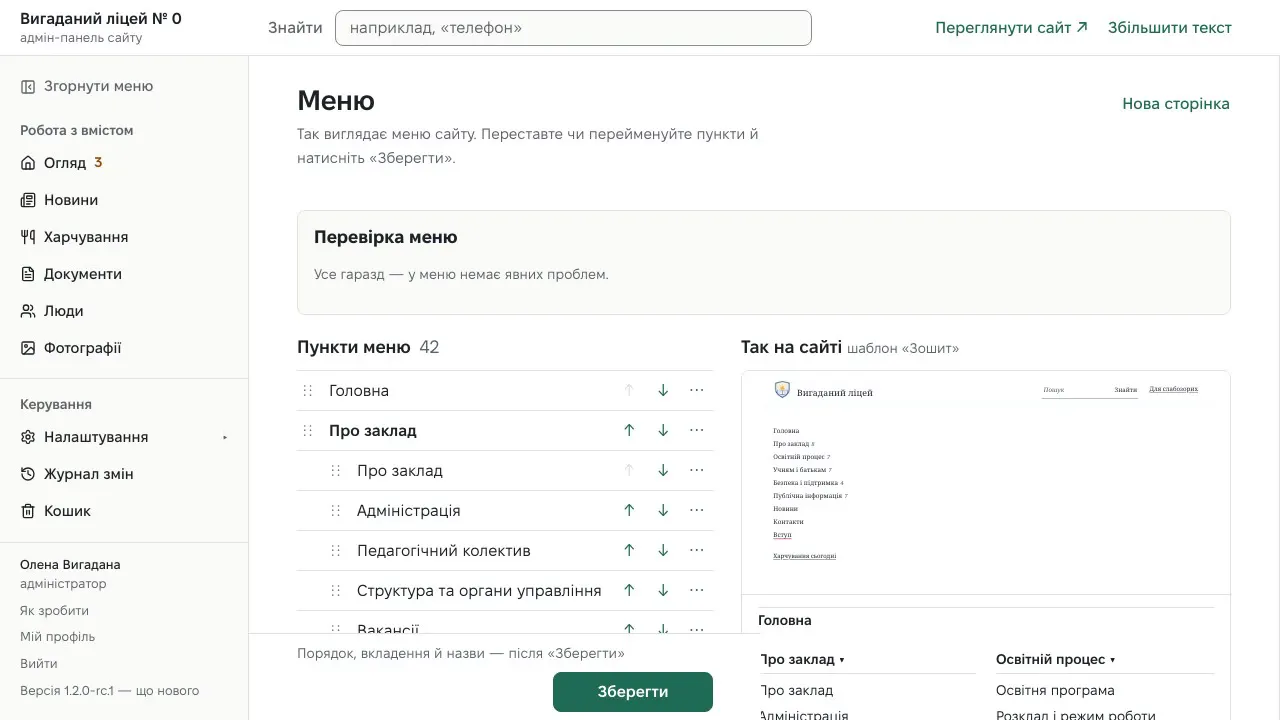 Вигаданий ліцей № 0
адмін-панель сайту
Знайти
наприклад, «телефон»
Переглянути сайт ↗
Збільшити текст
Згорнути меню
Робота з вмістом
Огляд 3
Новини
Харчування
Документи
Люди
Фотографії
Керування
Налаштування
Журнал змін
Кошик
Олена Вигадана
адміністратор
Як зробити
Мій профіль
Вийти
Версія 1.2.0-rc.1 — що нового
Меню
Нова сторінка
Так виглядає меню сайту. Переставте чи перейменуйте пункти й
натисніть «Зберегти».
Перевірка меню
Усе гаразд — у меню немає явних проблем.
Пункти меню 42
Головна
Про заклад
Про заклад
Адміністрація
Педагогічний колектив
Структура та органи управління
Вакансії
Порядок, вкладення й назви — після «Зберегти»
Зберегти
Так на сайті шаблон «Зошит»
Вигаданий ліцей
Пошук
Знайти
Для слабозорих
Головна
Про заклад 8
Освітній процес 7
Учням і батькам 7
Безпека і підтримка 4
Публічна інформація 7
Новини
Контакти
Вступ
Харчування сьогодні
Головна
Про заклад ▾
Освітній процес ▾
Про заклад
Освітня програма
Адміністрація
Розклад і режим роботи